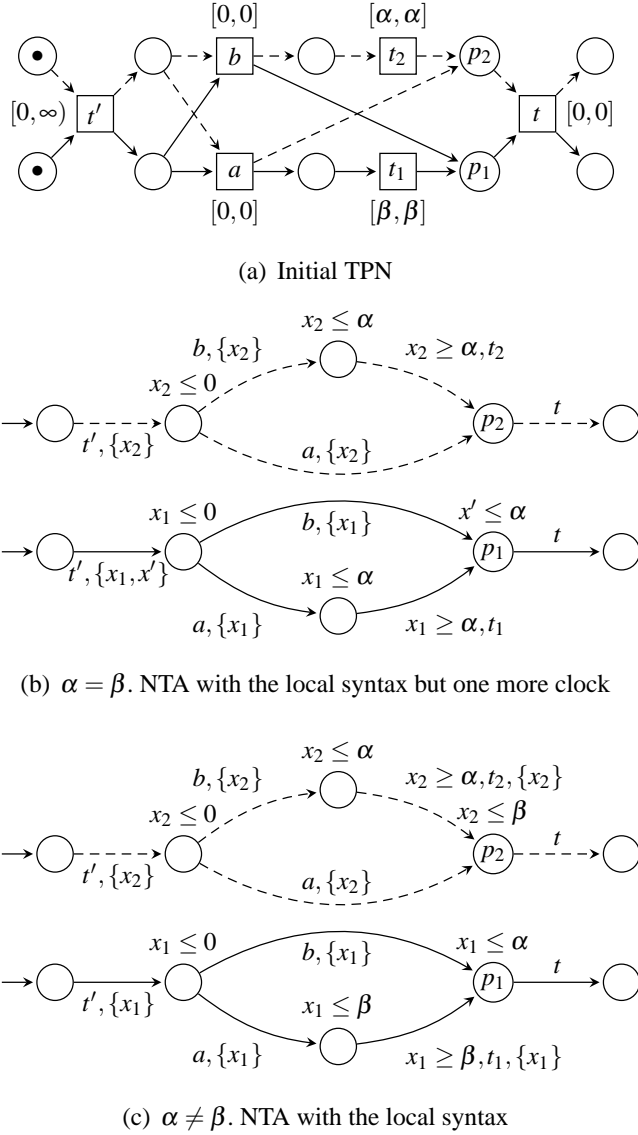 [0,0] [α,α]
b t₂ p₂
[0,∞) t′ t [0,0]
a t₁ p₁
[0,0] [β,β]
(a) Initial TPN
x₂ ≤ α
b,{x₂} x₂ ≥ α,t₂
x₂ ≤ 0
p₂ t
t′,{x₂} a,{x₂}
x₁ ≤ 0 x′ ≤ α
b,{x₁} p₁ t
t′,{x₁,x′} x₁ ≤ α
a,{x₁} x₁ ≥ α,t₁
(b) α = β. NTA with the local syntax but one more clock
x₂ ≤ α
b,{x₂} x₂ ≥ α,t₂,{x₂}
x₂ ≤ 0 x₂ ≤ β
p₂ t
t′,{x₂} a,{x₂}
x₁ ≤ 0 x₁ ≤ α
b,{x₁} p₁ t
t′,{x₁} x₁ ≤ β
a,{x₁} x₁ ≥ β,t₁,{x₁}
(c) α ≠ β. NTA with the local syntax